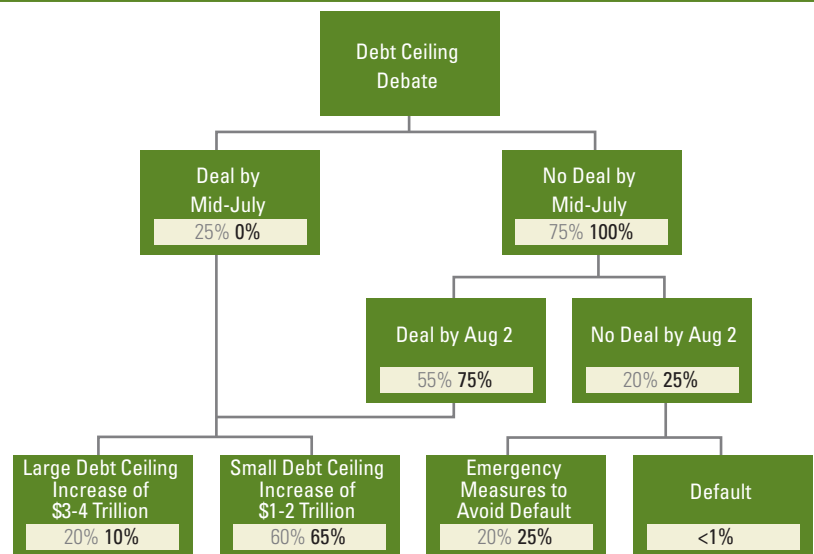 Debt Ceiling
Debate
Deal by
Mid-July
25% 0%
No Deal by
Mid-July
75% 100%
Deal by Aug 2
55% 75%
No Deal by Aug 2
20% 25%
Large Debt Ceiling
Increase of
$3-4 Trillion
20% 10%
Small Debt Ceiling
Increase of
$1-2 Trillion
60% 65%
Emergency
Measures to
Avoid Default
20% 25%
Default
<1%